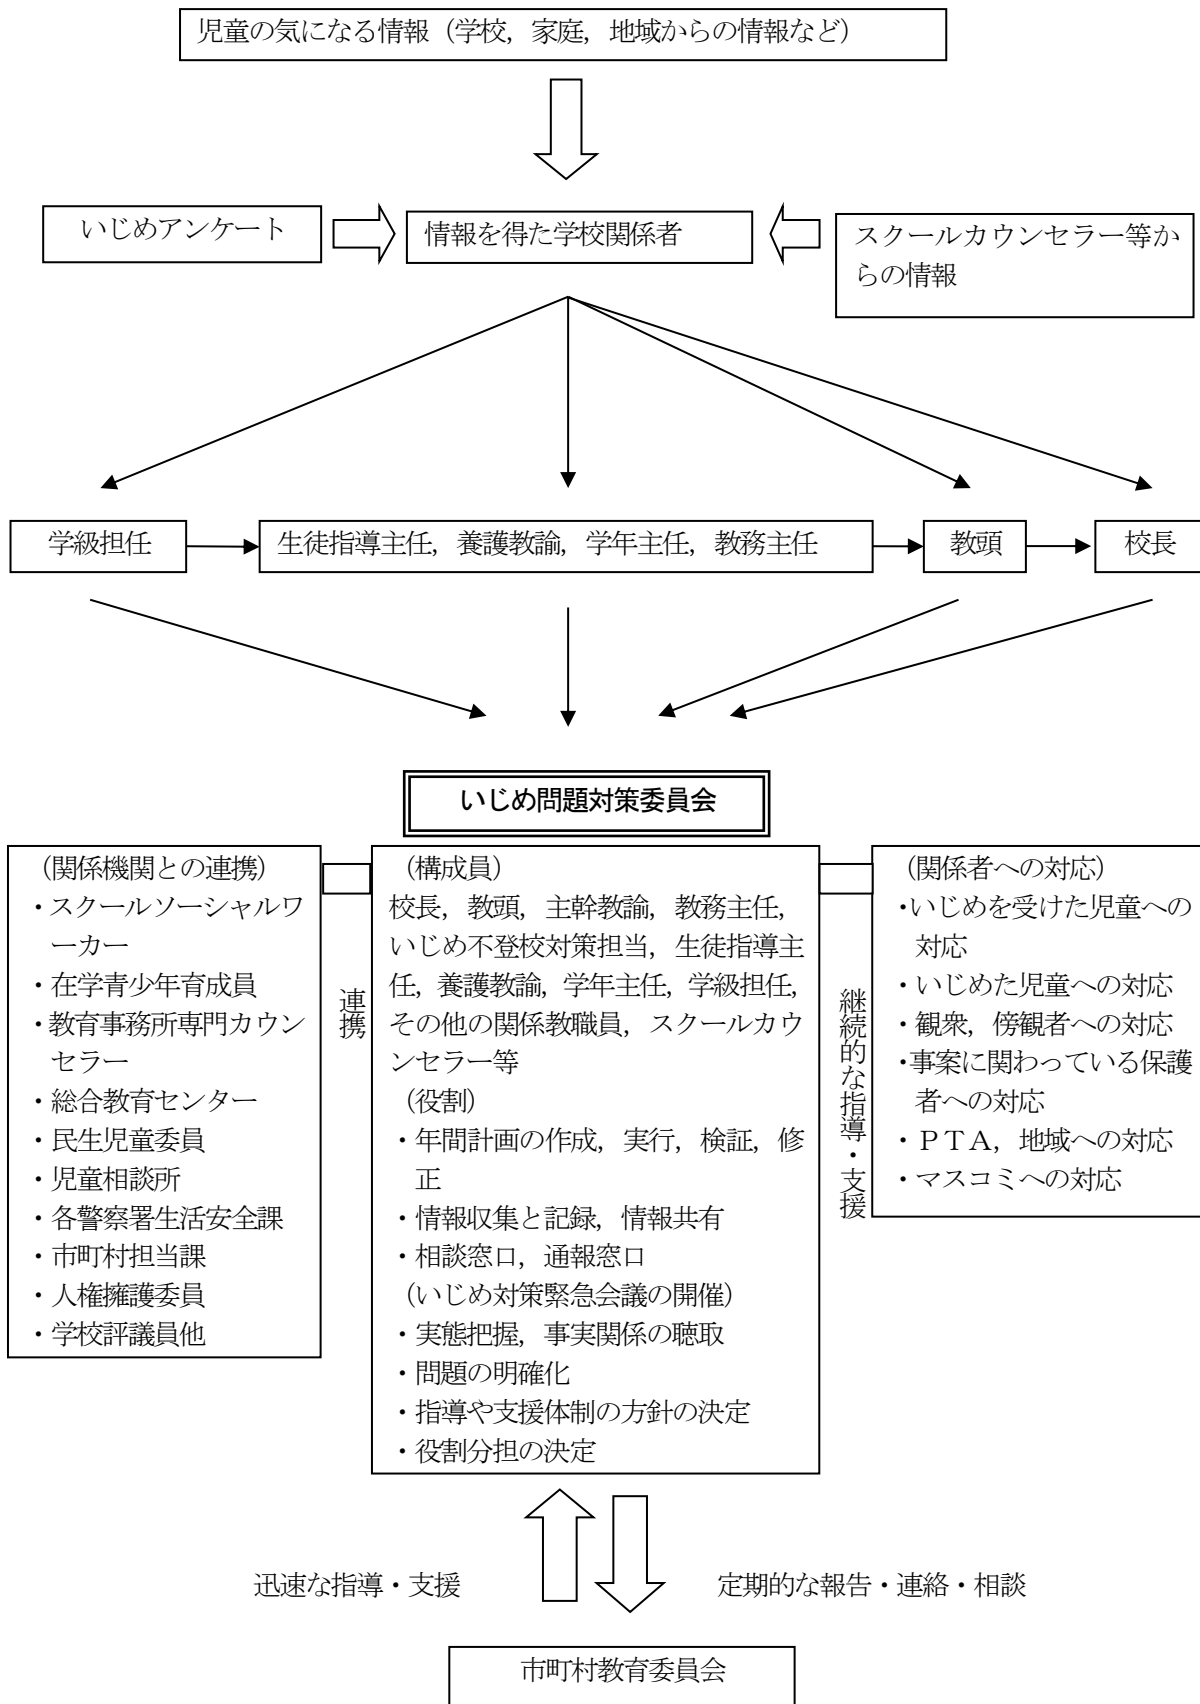 児童の気になる情報（学校，家庭，地域からの情報など）
いじめアンケート
情報を得た学校関係者
スクールカウンセラー等か
らの情報
学級担任
生徒指導主任，養護教諭，学年主任，教務主任
教頭
校長
いじめ問題対策委員会
（関係機関との連携）
・スクールソーシャルワ
ーカー
・在学青少年育成員
・教育事務所専門カウン
セラー
・総合教育センター
・民生児童委員
・児童相談所
・各警察署生活安全課
・市町村担当課
・人権擁護委員
・学校評議員他
連携
（構成員）
校長，教頭，主幹教諭，教務主任，
いじめ不登校対策担当，生徒指導主
任，養護教諭，学年主任，学級担任，
その他の関係教職員，スクールカウ
ンセラー等
（役割）
・年間計画の作成，実行，検証，修
正
・情報収集と記録，情報共有
・相談窓口，通報窓口
（いじめ対策緊急会議の開催）
・実態把握，事実関係の聴取
・問題の明確化
・指導や支援体制の方針の決定
・役割分担の決定
継続的な指導・支援
（関係者への対応）
・いじめを受けた児童への
対応
・いじめた児童への対応
・観衆，傍観者への対応
・事案に関わっている保護
者への対応
・ＰＴＡ，地域への対応
・マスコミへの対応
迅速な指導・支援
定期的な報告・連絡・相談
市町村教育委員会